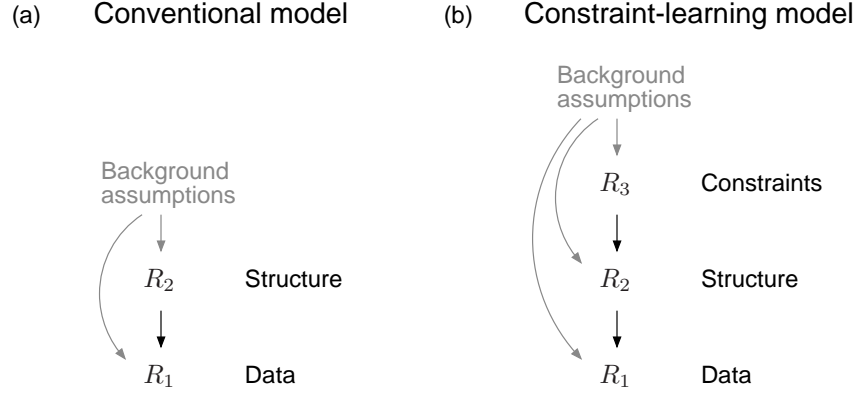 (a) Conventional model
Background
assumptions
R₂ Structure
R₁ Data
(b) Constraint-learning model
Background
assumptions
R₃ Constraints
R₂ Structure
R₁ Data